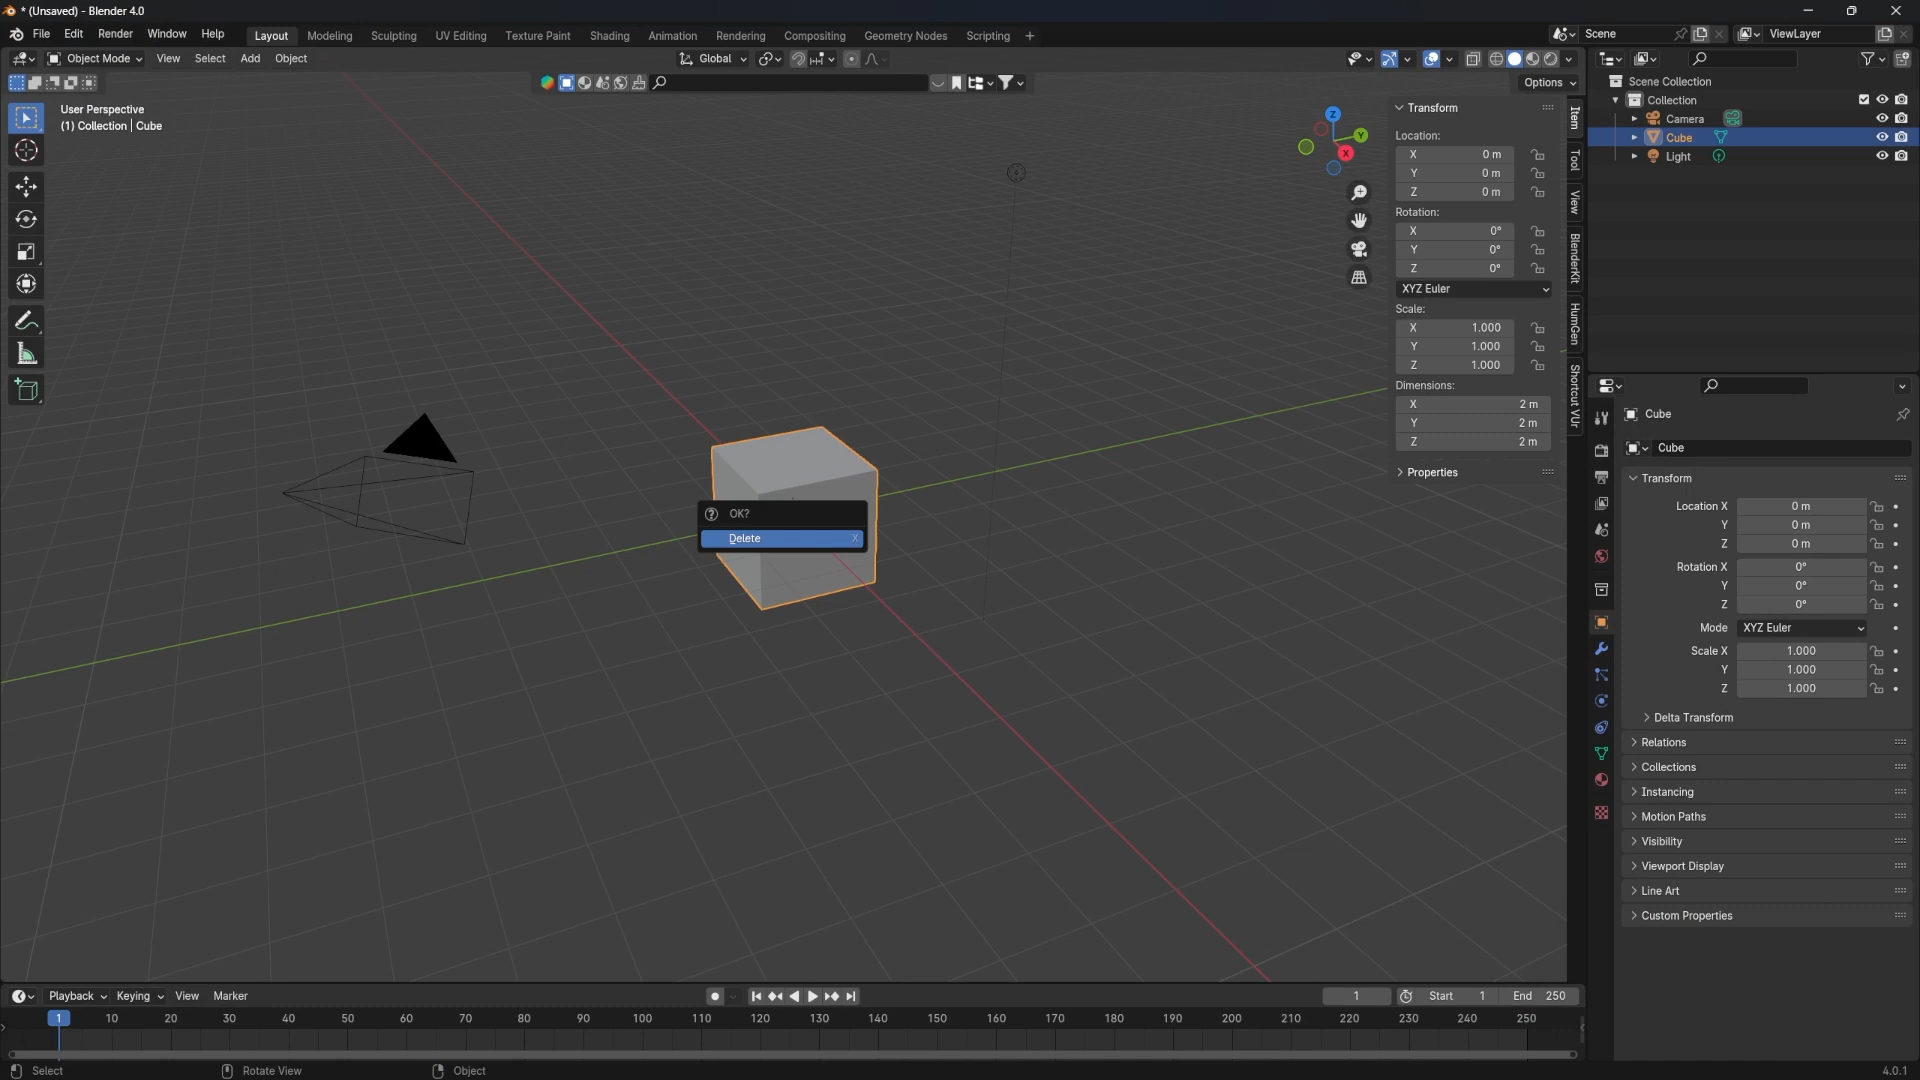 * (Unsaved) - Blender 4.0
File Edit Render Window Help Layout Modeling Sculpting UV Editing Texture Paint Shading Animation Rendering Compositing Geometry Nodes Scripting + Scene ViewLayer
Object Mode View Select Add Object Global
Options
User Perspective
(1) Collection | Cube
Transform
Location:
X 0 m
Y 0 m
Z 0 m
Rotation:
X 0°
Y 0°
Z 0°
XYZ Euler
Scale:
X 1.000
Y 1.000
Z 1.000
Dimensions:
X 2 m
Y 2 m
Z 2 m
Properties
Item
Tool
View
BlenderKit
HumGen
Shortcut VUr
Z
Y
X
OK?
Delete X
Scene Collection
Collection
Camera
Cube
Light
Cube
Cube
Transform
Location X 0 m
Y 0 m
Z 0 m
Rotation X 0°
Y 0°
Z 0°
Mode XYZ Euler
Scale X 1.000
Y 1.000
Z 1.000
Delta Transform
Relations
Collections
Instancing
Motion Paths
Visibility
Viewport Display
Line Art
Custom Properties
Playback Keying View Marker 1 Start 1 End 250
1 10 20 30 40 50 60 70 80 90 100 110 120 130 140 150 160 170 180 190 200 210 220 230 240 250
Select Rotate View Object 4.0.1